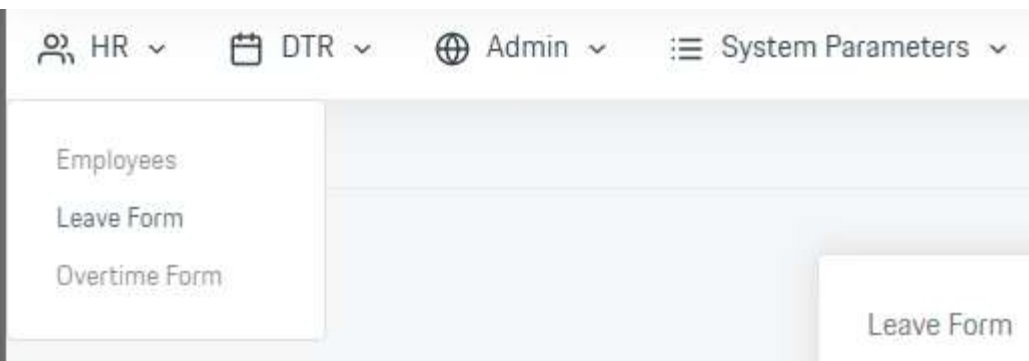 HR DTR Admin System Parameters
Employees
Leave Form
Overtime Form
Leave Form